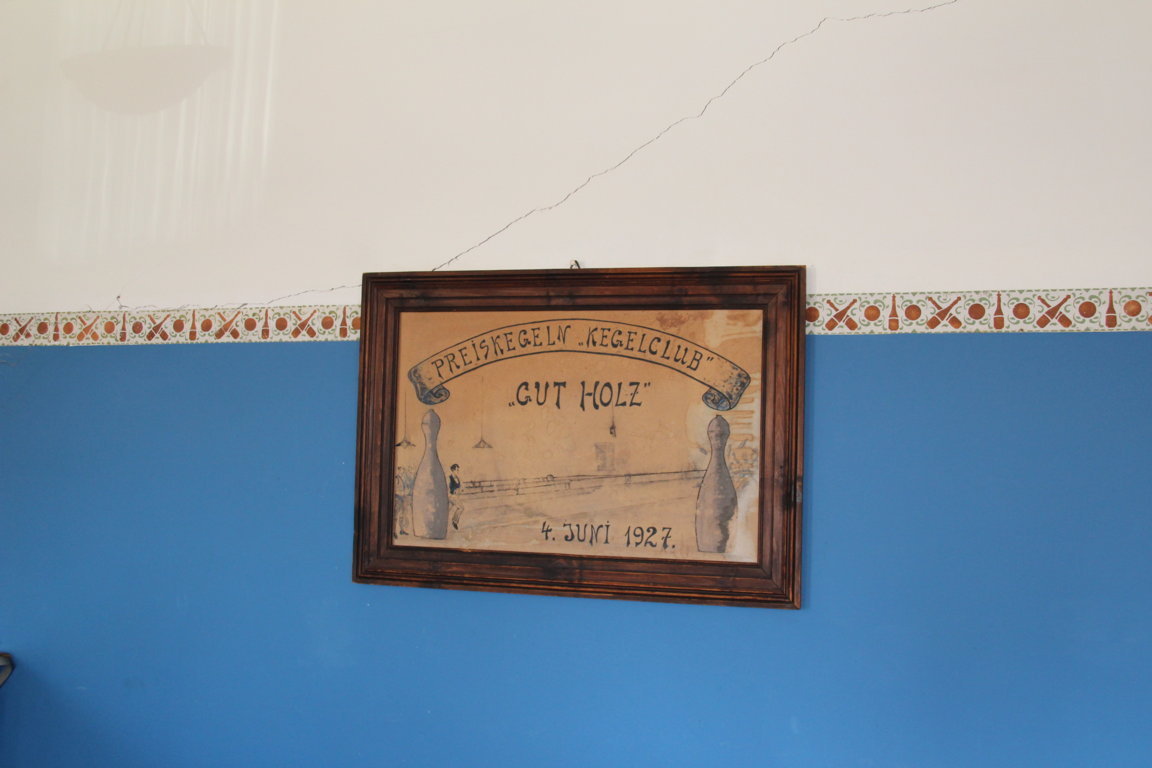 PREISKEGELN „KEGELCLUB"
„GUT HOLZ"
4. JUNI 1927.